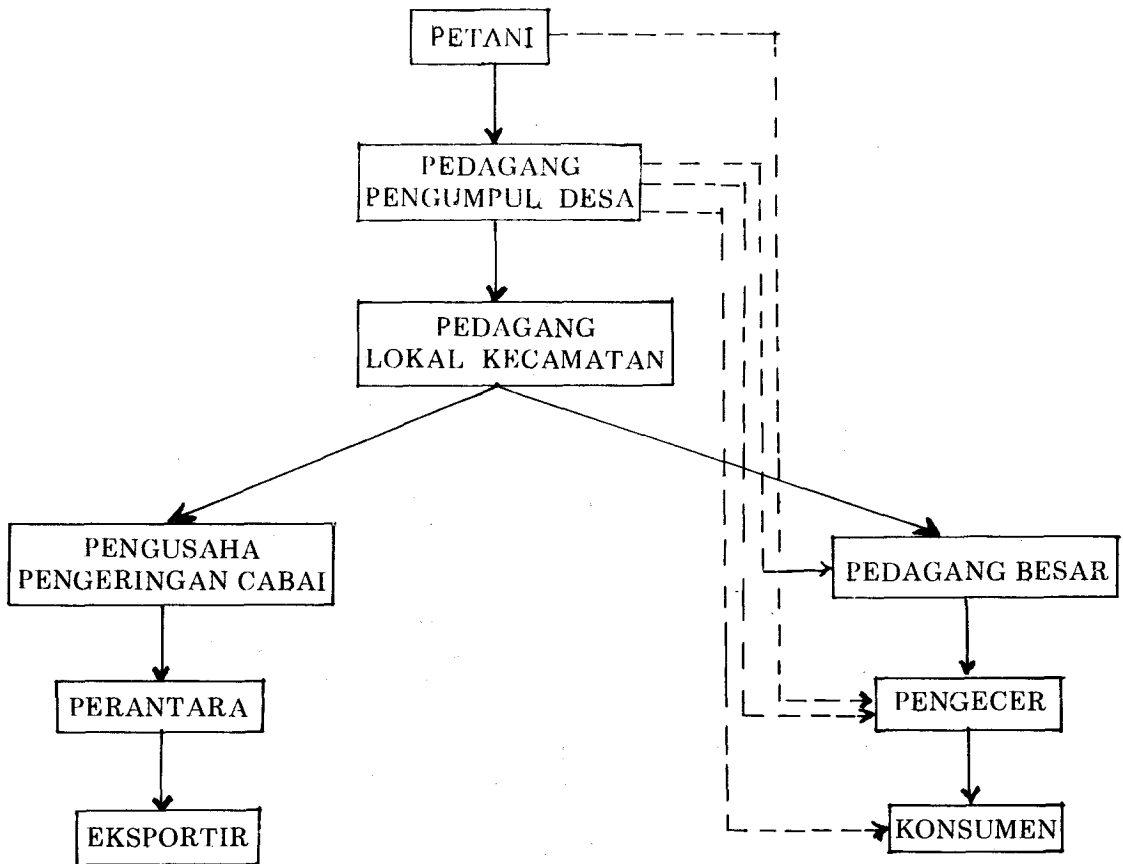 PETANI
PEDAGANG
PENGUMPUL DESA
PEDAGANG
LOKAL KECAMATAN
PENGUSAHA
PENGERINGAN CABAI
PEDAGANG BESAR
PERANTARA
PENGECER
EKSPORTIR
KONSUMEN